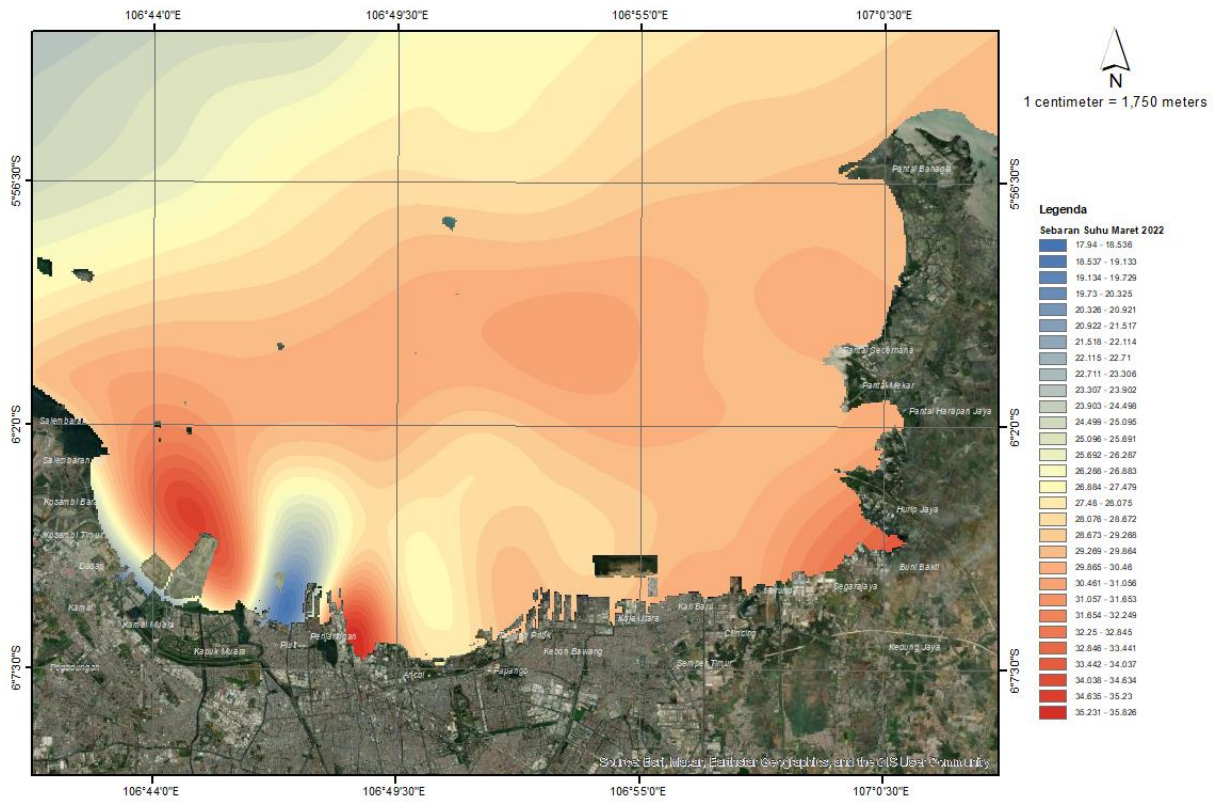 106°44'0"E 106°49'30"E 106°55'0"E 107°0'30"E
N
1 centimeter = 1,750 meters
5°56'30"S 5°56'30"S
Pantai Bahagia
Legenda
Sebaran Suhu Maret 2022
17.94 - 18.536
18.537 - 19.133
19.134 - 19.729
19.73 - 20.325
20.326 - 20.921
20.922 - 21.517
21.518 - 22.114
22.115 - 22.71
22.711 - 23.306
23.307 - 23.902
23.903 - 24.498
24.499 - 25.095
25.096 - 25.691
25.692 - 26.287
26.288 - 26.883
26.884 - 27.479
27.48 - 28.075
28.076 - 28.672
28.673 - 29.268
29.269 - 29.864
29.865 - 30.46
30.461 - 31.056
31.057 - 31.653
31.654 - 32.249
32.25 - 32.845
32.846 - 33.441
33.442 - 34.037
34.038 - 34.634
34.635 - 35.23
35.231 - 35.826
Pantai Sederhana
Pantai Mekar
Pantai Harapan Jaya
6°2'0"S 6°2'0"S
Salembaran
Salembaran
Kosambi Barat
Hurip Jaya
Kosambi Timur
Dadap
Buni Bakti
Segarajaya
Kamal
Kali Baru
Koja Utara
Kamal Muara
Penjaringan
Pluit
Tanjung Priok
Cilincing
Kapuk Muara
Kebon Bawang
Kedung Jaya
Pegadungan
Semper Timur
Ancol
Papango
6°7'30"S 6°7'30"S
Source: Esri, Maxar, Earthstar Geographics, and the GIS User Community
106°44'0"E 106°49'30"E 106°55'0"E 107°0'30"E